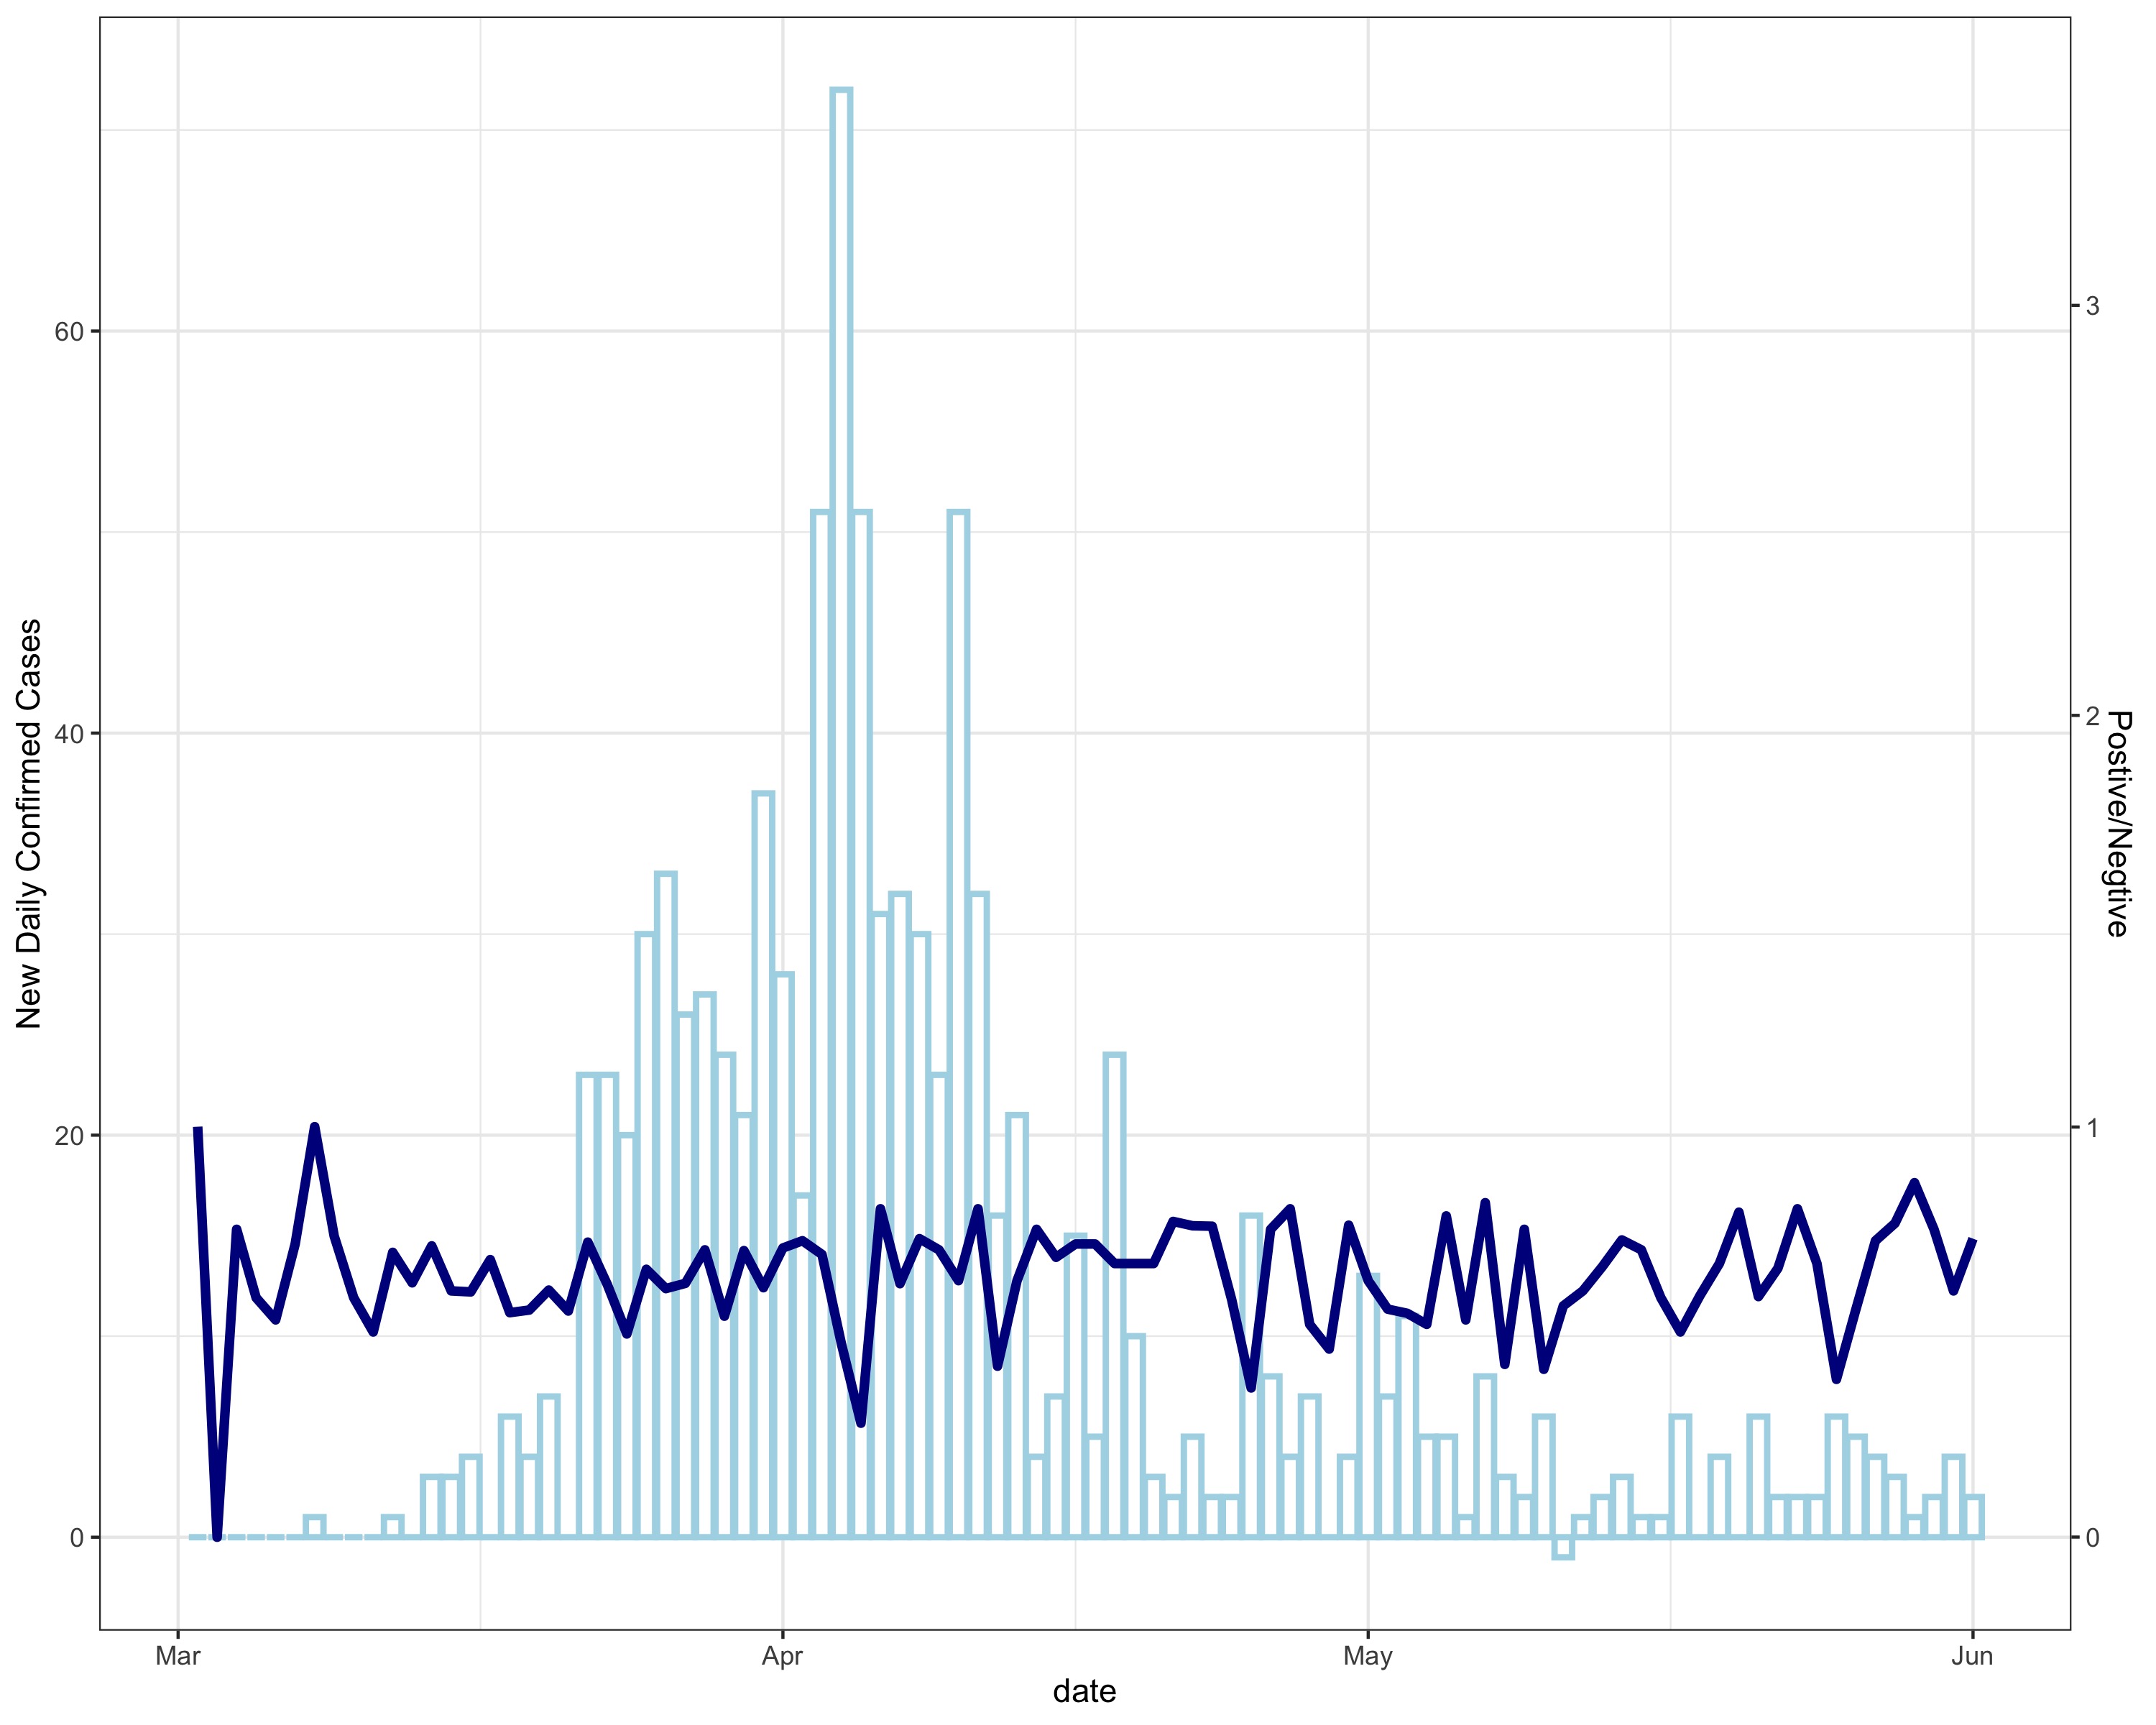 New Daily Confirmed Cases
60
40
20
0
3
2
1
0
Postive/Negtive
Mar
Apr
May
Jun
date